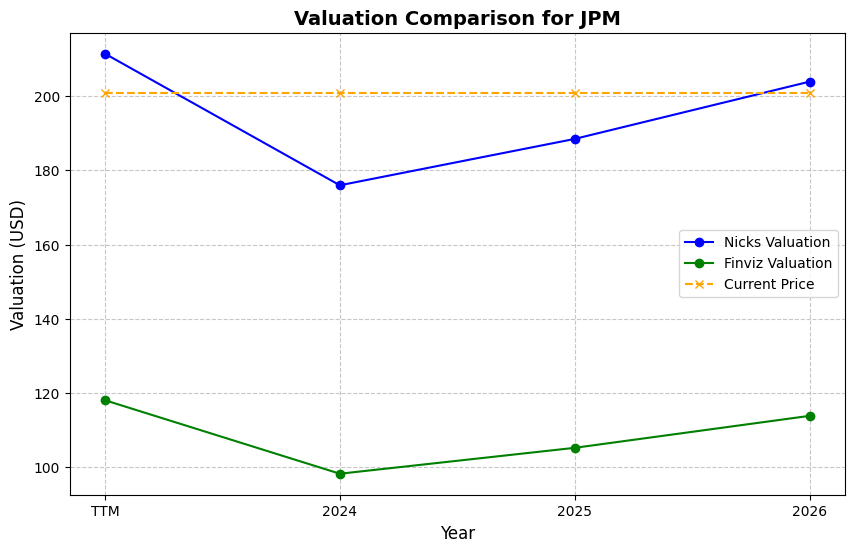 Valuation Comparison for JPM
Valuation (USD)
200
180
160
140
120
100
Nicks Valuation
Finviz Valuation
Current Price
TTM 2024 2025 2026
Year